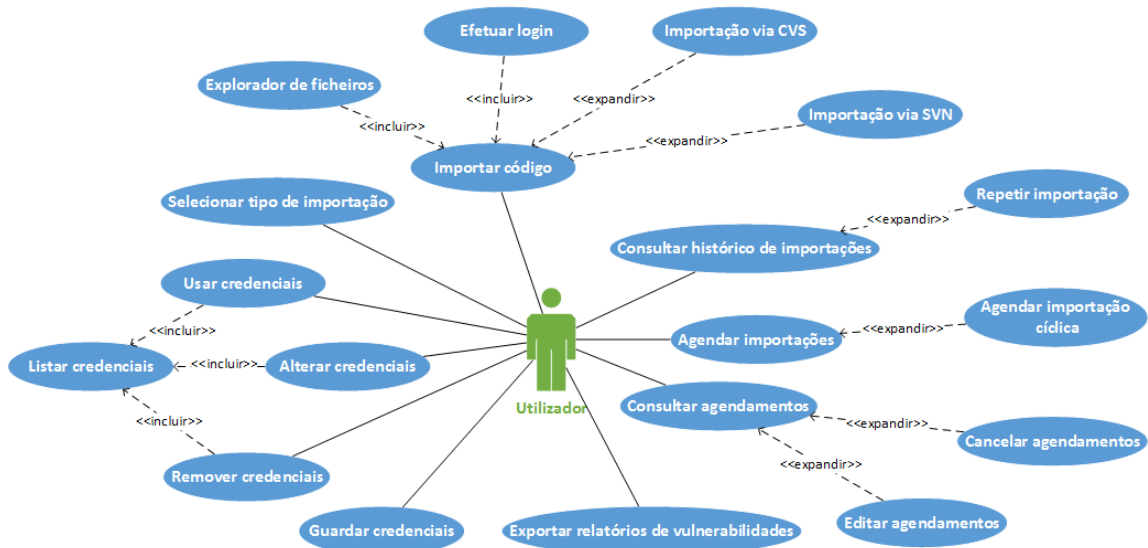 Efetuar login
Importação via CVS
Explorador de ficheiros
<<incluir>>
<<expandir>>
Importação via SVN
<<incluir>>
<<expandir>>
Importar código
Selecionar tipo de importação
Repetir importação
<<expandir>>
Consultar histórico de importações
Usar credenciais
<<incluir>>
Agendar importação
cíclica
<<expandir>>
Agendar importações
Listar credenciais
<<incluir>>
Alterar credenciais
Utilizador
Consultar agendamentos
<<incluir>>
<<expandir>>
Cancelar agendamentos
<<expandir>>
Remover credenciais
Guardar credenciais
Exportar relatórios de vulnerabilidades
Editar agendamentos